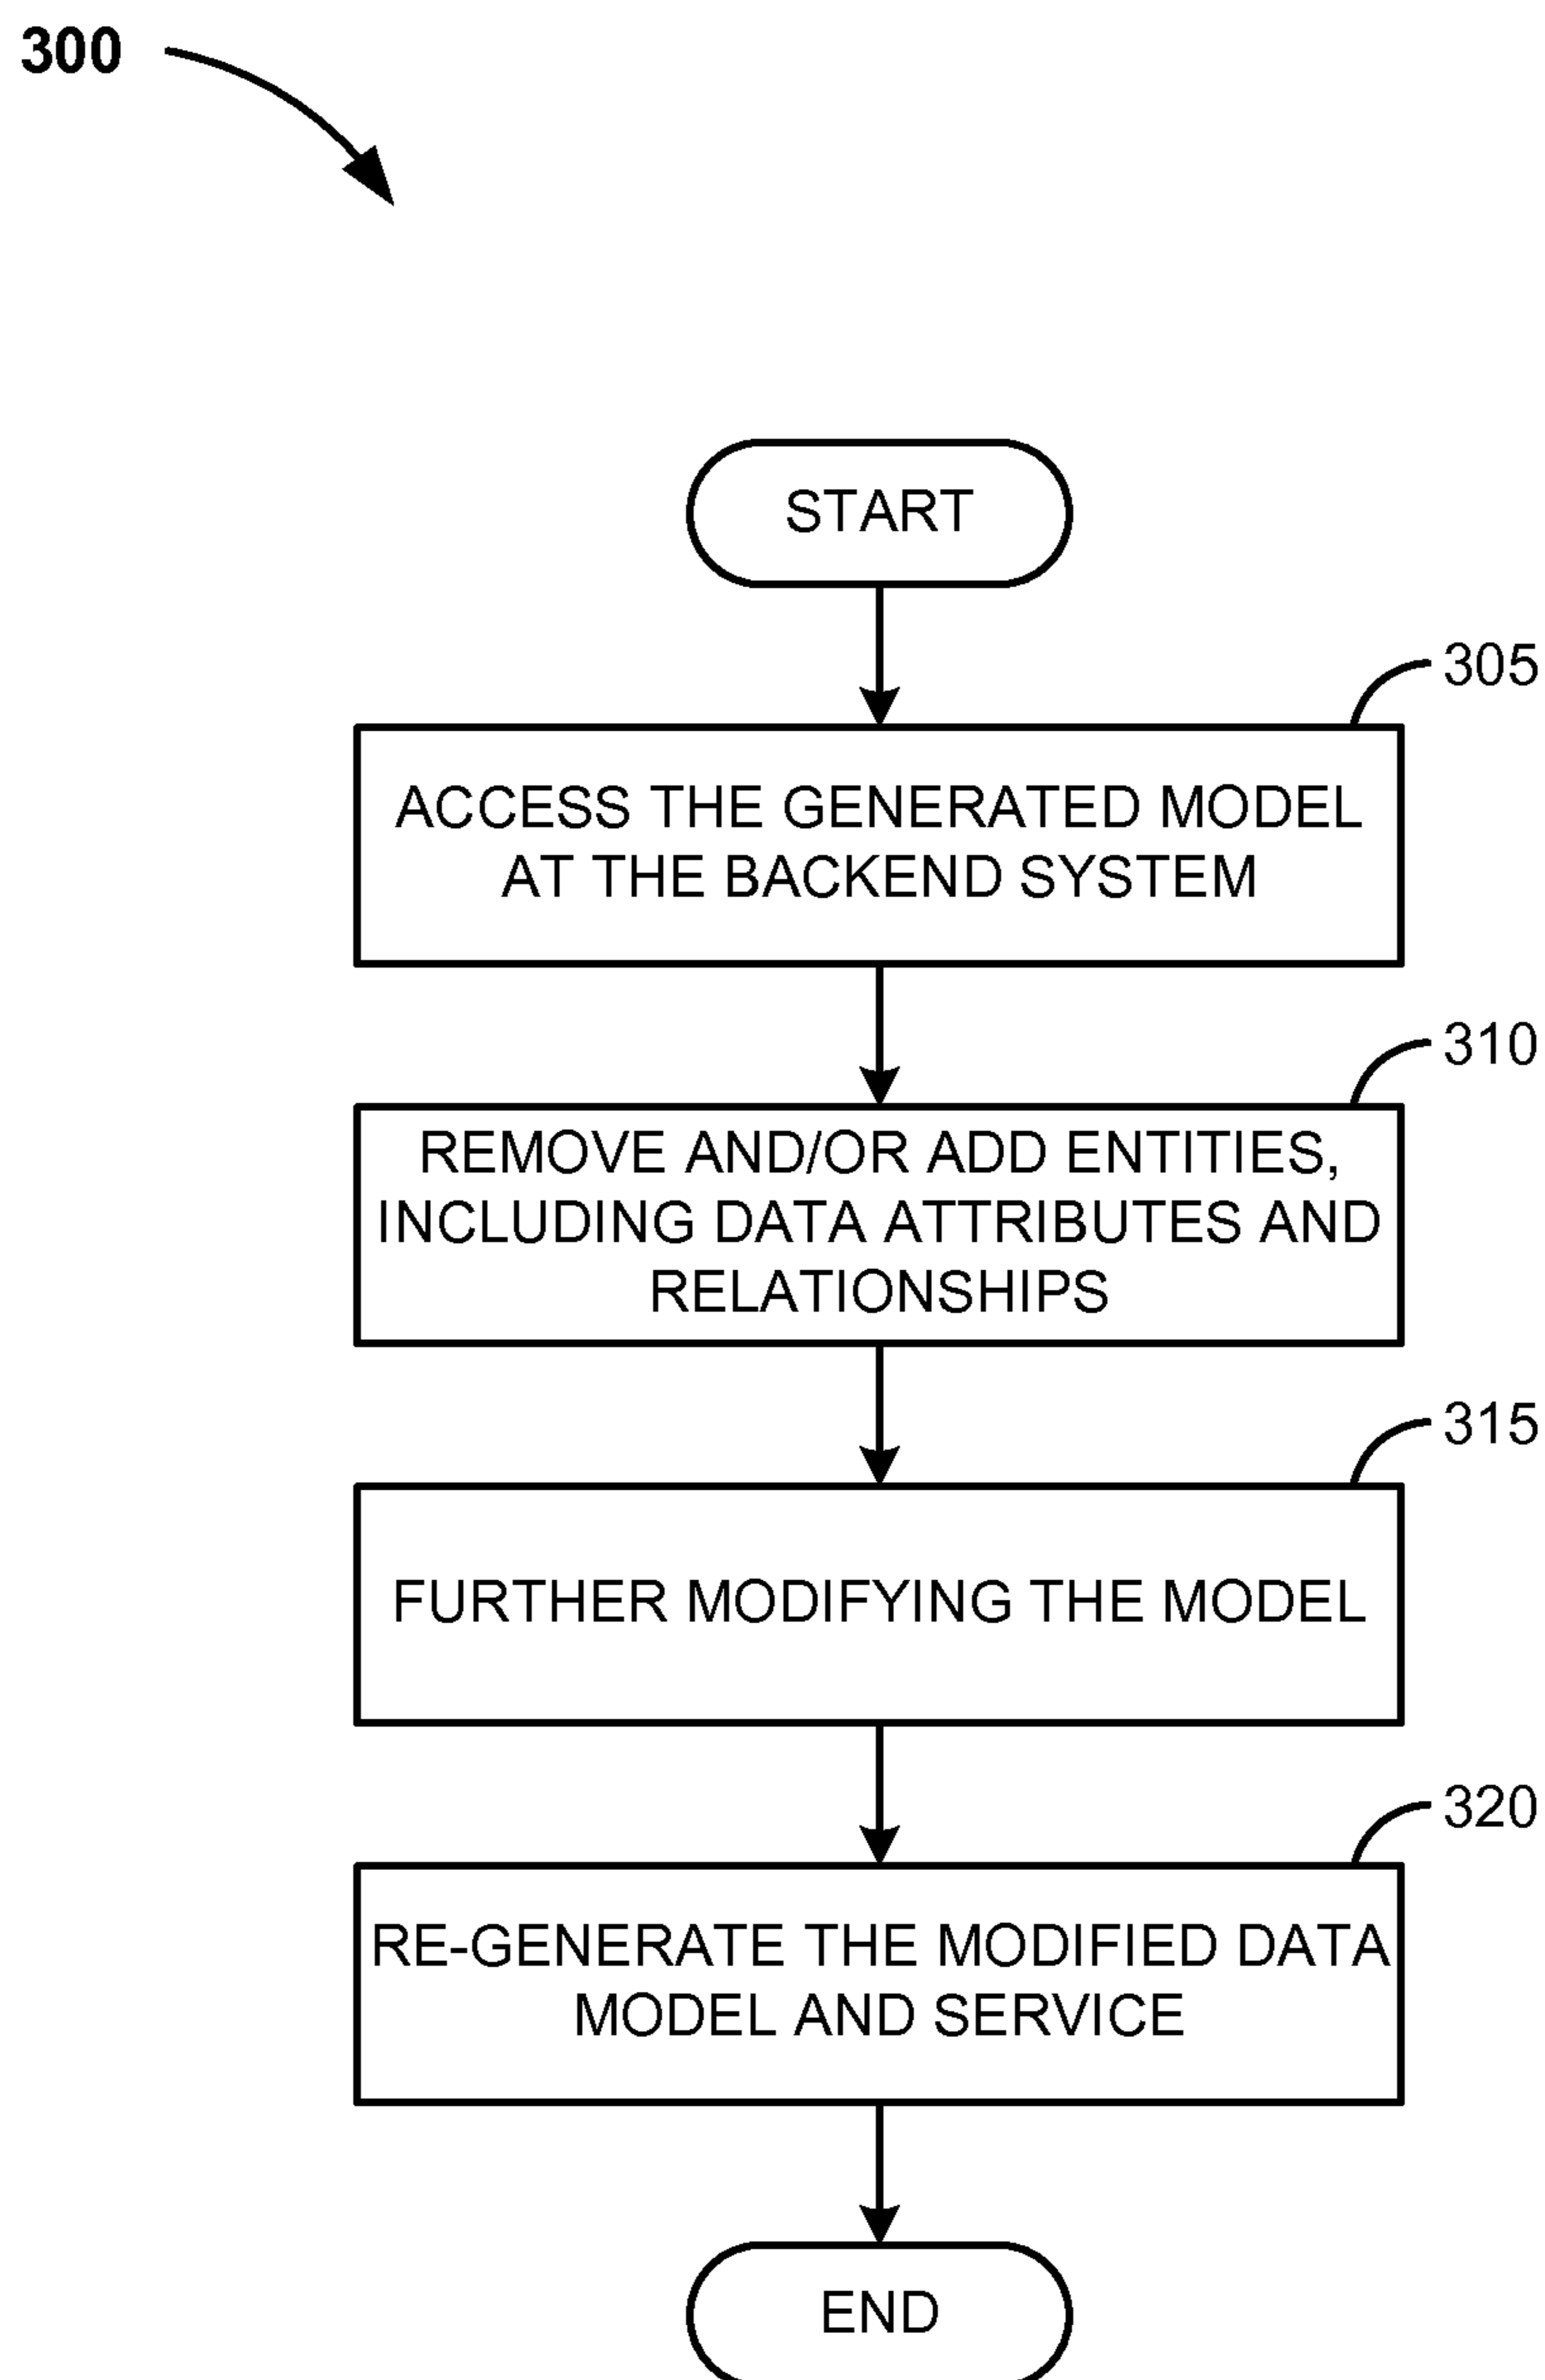 300
START
305
ACCESS THE GENERATED MODEL
AT THE BACKEND SYSTEM
310
REMOVE AND/OR ADD ENTITIES,
INCLUDING DATA ATTRIBUTES AND
RELATIONSHIPS
315
FURTHER MODIFYING THE MODEL
320
RE-GENERATE THE MODIFIED DATA
MODEL AND SERVICE
END